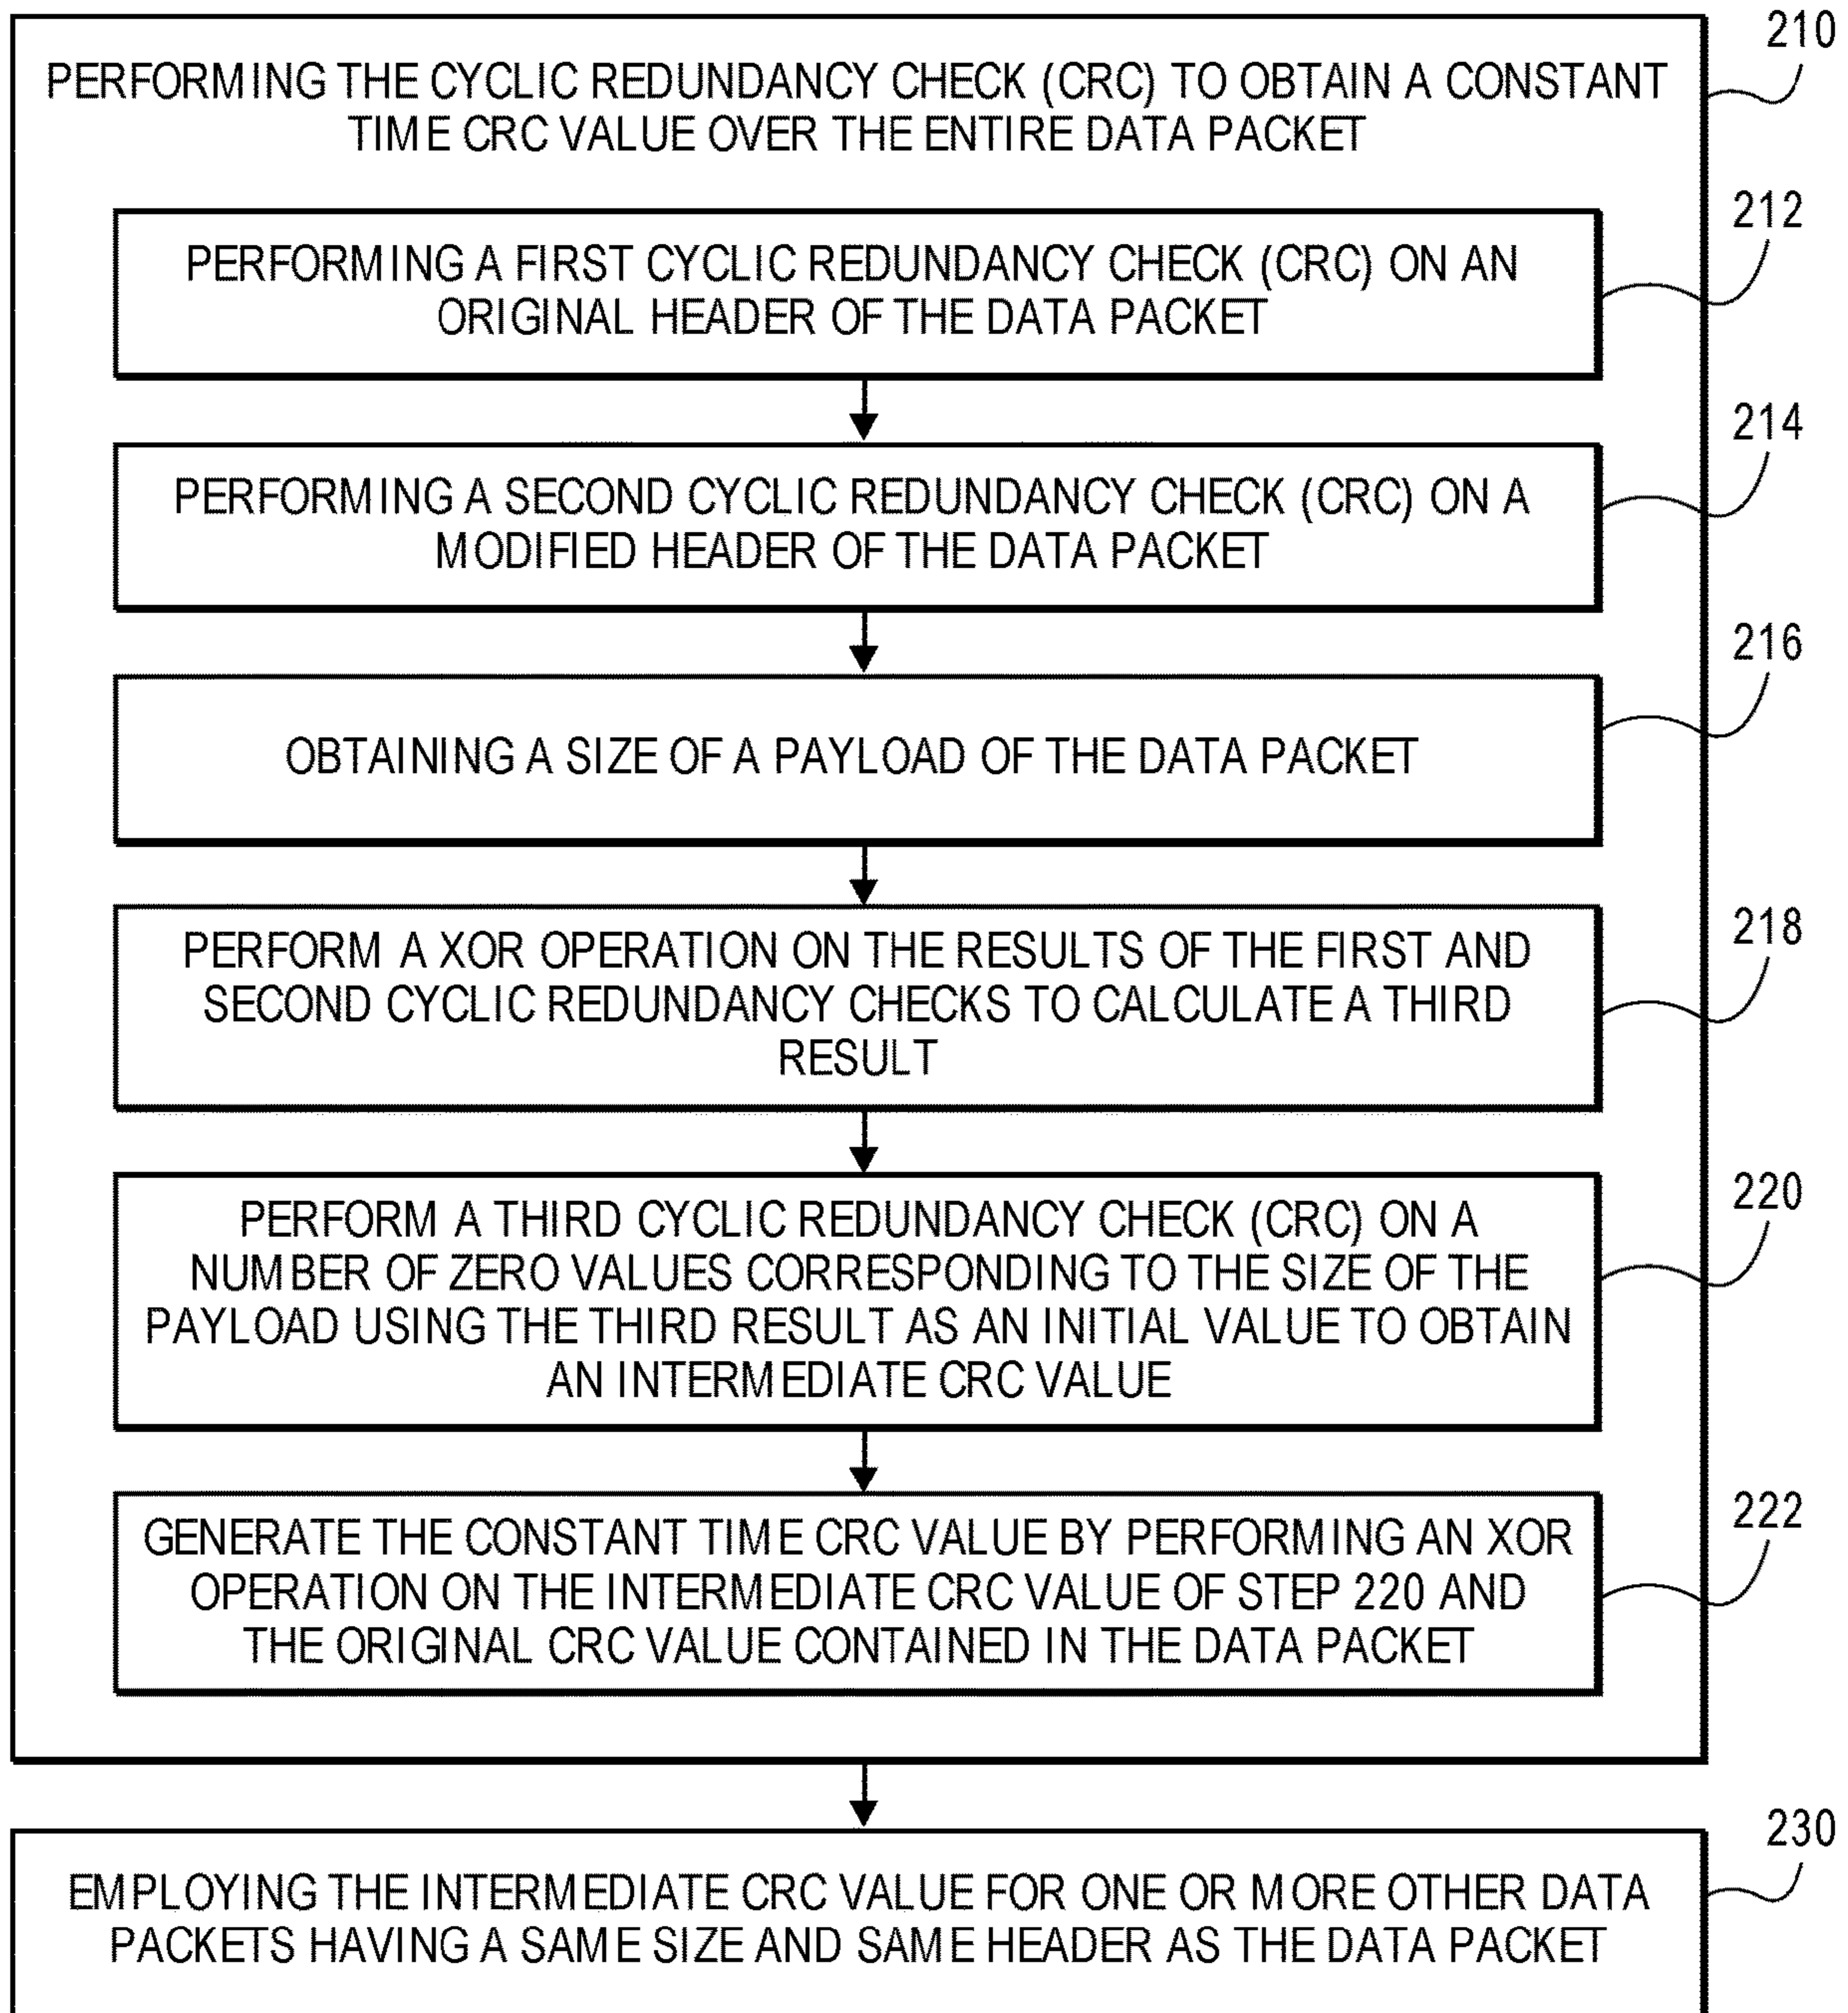 210
PERFORMING THE CYCLIC REDUNDANCY CHECK (CRC) TO OBTAIN A CONSTANT
TIME CRC VALUE OVER THE ENTIRE DATA PACKET
212
PERFORMING A FIRST CYCLIC REDUNDANCY CHECK (CRC) ON AN
ORIGINAL HEADER OF THE DATA PACKET
214
PERFORMING A SECOND CYCLIC REDUNDANCY CHECK (CRC) ON A
MODIFIED HEADER OF THE DATA PACKET
216
OBTAINING A SIZE OF A PAYLOAD OF THE DATA PACKET
218
PERFORM A XOR OPERATION ON THE RESULTS OF THE FIRST AND
SECOND CYCLIC REDUNDANCY CHECKS TO CALCULATE A THIRD
RESULT
220
PERFORM A THIRD CYCLIC REDUNDANCY CHECK (CRC) ON A
NUMBER OF ZERO VALUES CORRESPONDING TO THE SIZE OF THE
PAYLOAD USING THE THIRD RESULT AS AN INITIAL VALUE TO OBTAIN
AN INTERMEDIATE CRC VALUE
222
GENERATE THE CONSTANT TIME CRC VALUE BY PERFORMING AN XOR
OPERATION ON THE INTERMEDIATE CRC VALUE OF STEP 220 AND
THE ORIGINAL CRC VALUE CONTAINED IN THE DATA PACKET
230
EMPLOYING THE INTERMEDIATE CRC VALUE FOR ONE OR MORE OTHER DATA
PACKETS HAVING A SAME SIZE AND SAME HEADER AS THE DATA PACKET